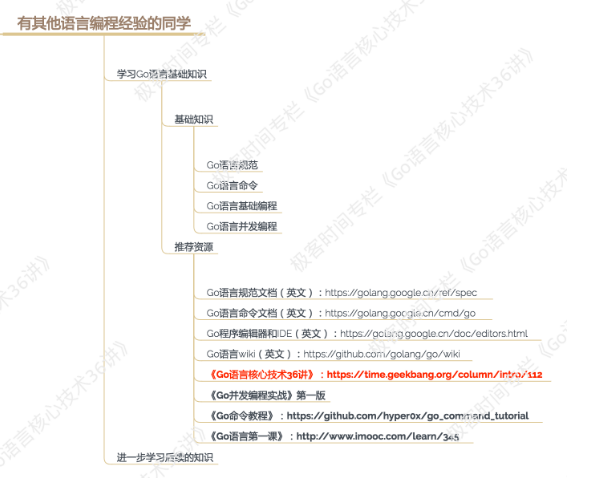 有其他语言编程经验的同学
学习Go语言基础知识
基础知识
Go语言规范
Go语言命令
Go语言基础编程
Go语言并发编程
推荐资源
Go语言规范文档（英文）：https://golang.google.cn/ref/spec
Go语言命令文档（英文）：https://golang.google.cn/cmd/go
Go程序编辑器和IDE（英文）：https://golang.google.cn/doc/editors.html
Go语言wiki（英文）：https://github.com/golang/go/wiki
《Go语言核心技术36讲》：https://time.geekbang.org/column/intro/112
《Go并发编程实战》第一版
《Go命令教程》：https://github.com/hyper0x/go_command_tutorial
《Go语言第一课》：http://www.imooc.com/learn/345
进一步学习后续的知识
极客时间专栏《Go语言核心技术36讲》